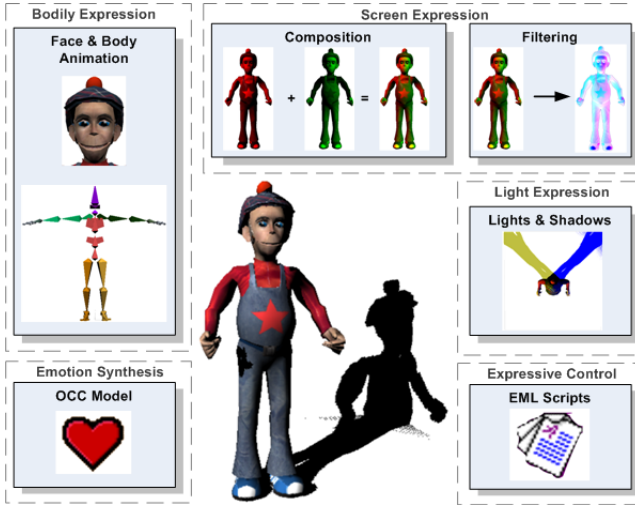 Bodily Expression
Face & Body
Animation
Screen Expression
Composition
+
=
Filtering
Light Expression
Lights & Shadows
Emotion Synthesis
OCC Model
Expressive Control
EML Scripts